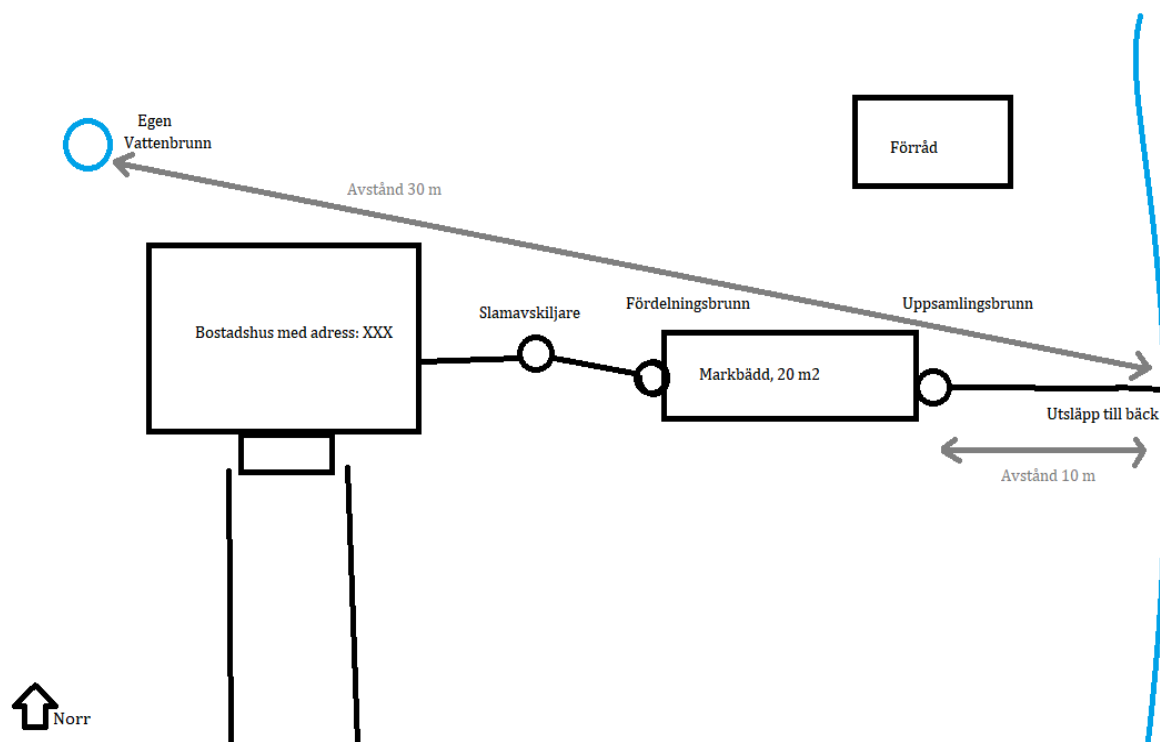 Egen
Vattenbrunn
Förråd
Avstånd 30 m
Fördelningsbrunn
Uppsamlingsbrunn
Slamavskiljare
Bostadshus med adress: XXX
Markbädd, 20 m2
Utsläpp till bäck
Avstånd 10 m
Norr